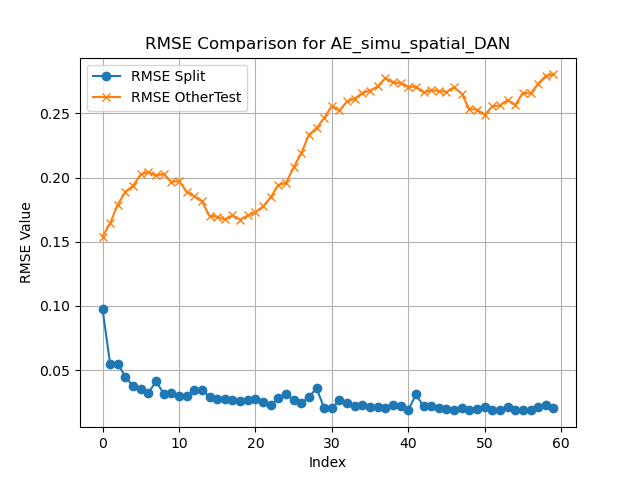 RMSE Comparison for AE_simu_spatial_DAN
RMSE Split
RMSE OtherTest
RMSE Value
0.25
0.20
0.15
0.10
0.05
0 10 20 30 40 50 60
Index